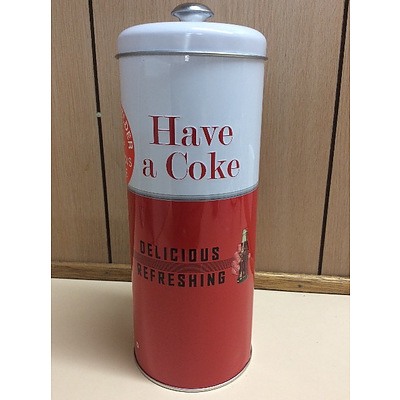 Have
a Coke
DELICIOUS
REFRESHING